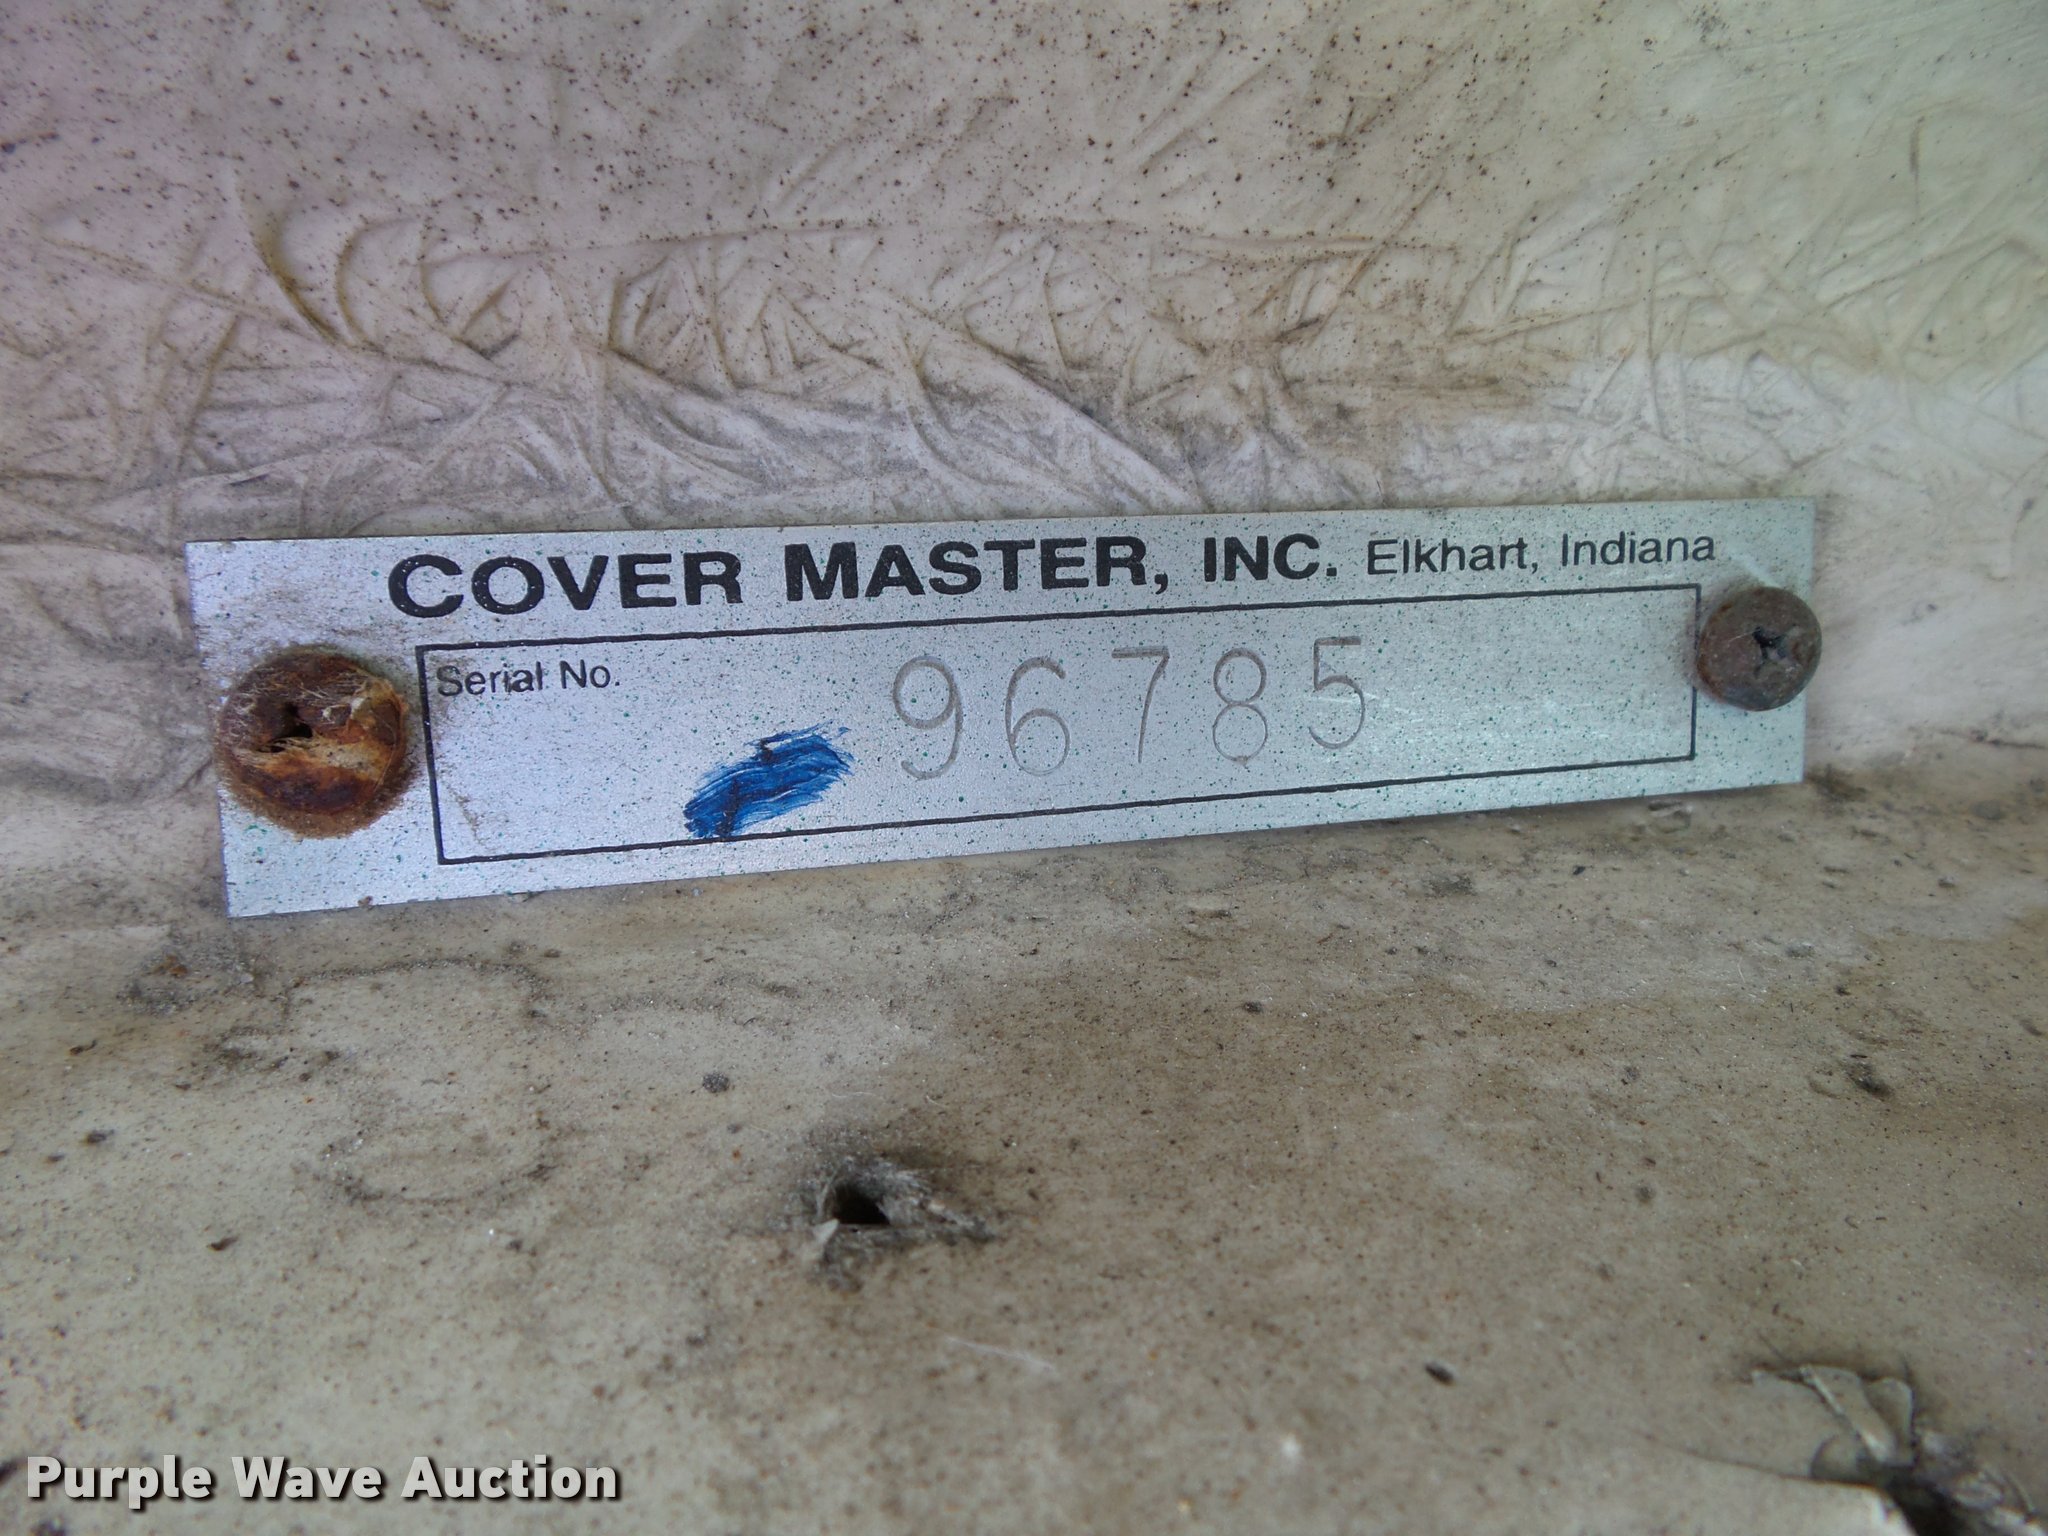 COVER MASTER, INC. Elkhart, Indiana
Serial No.
96785
Purple Wave Auction